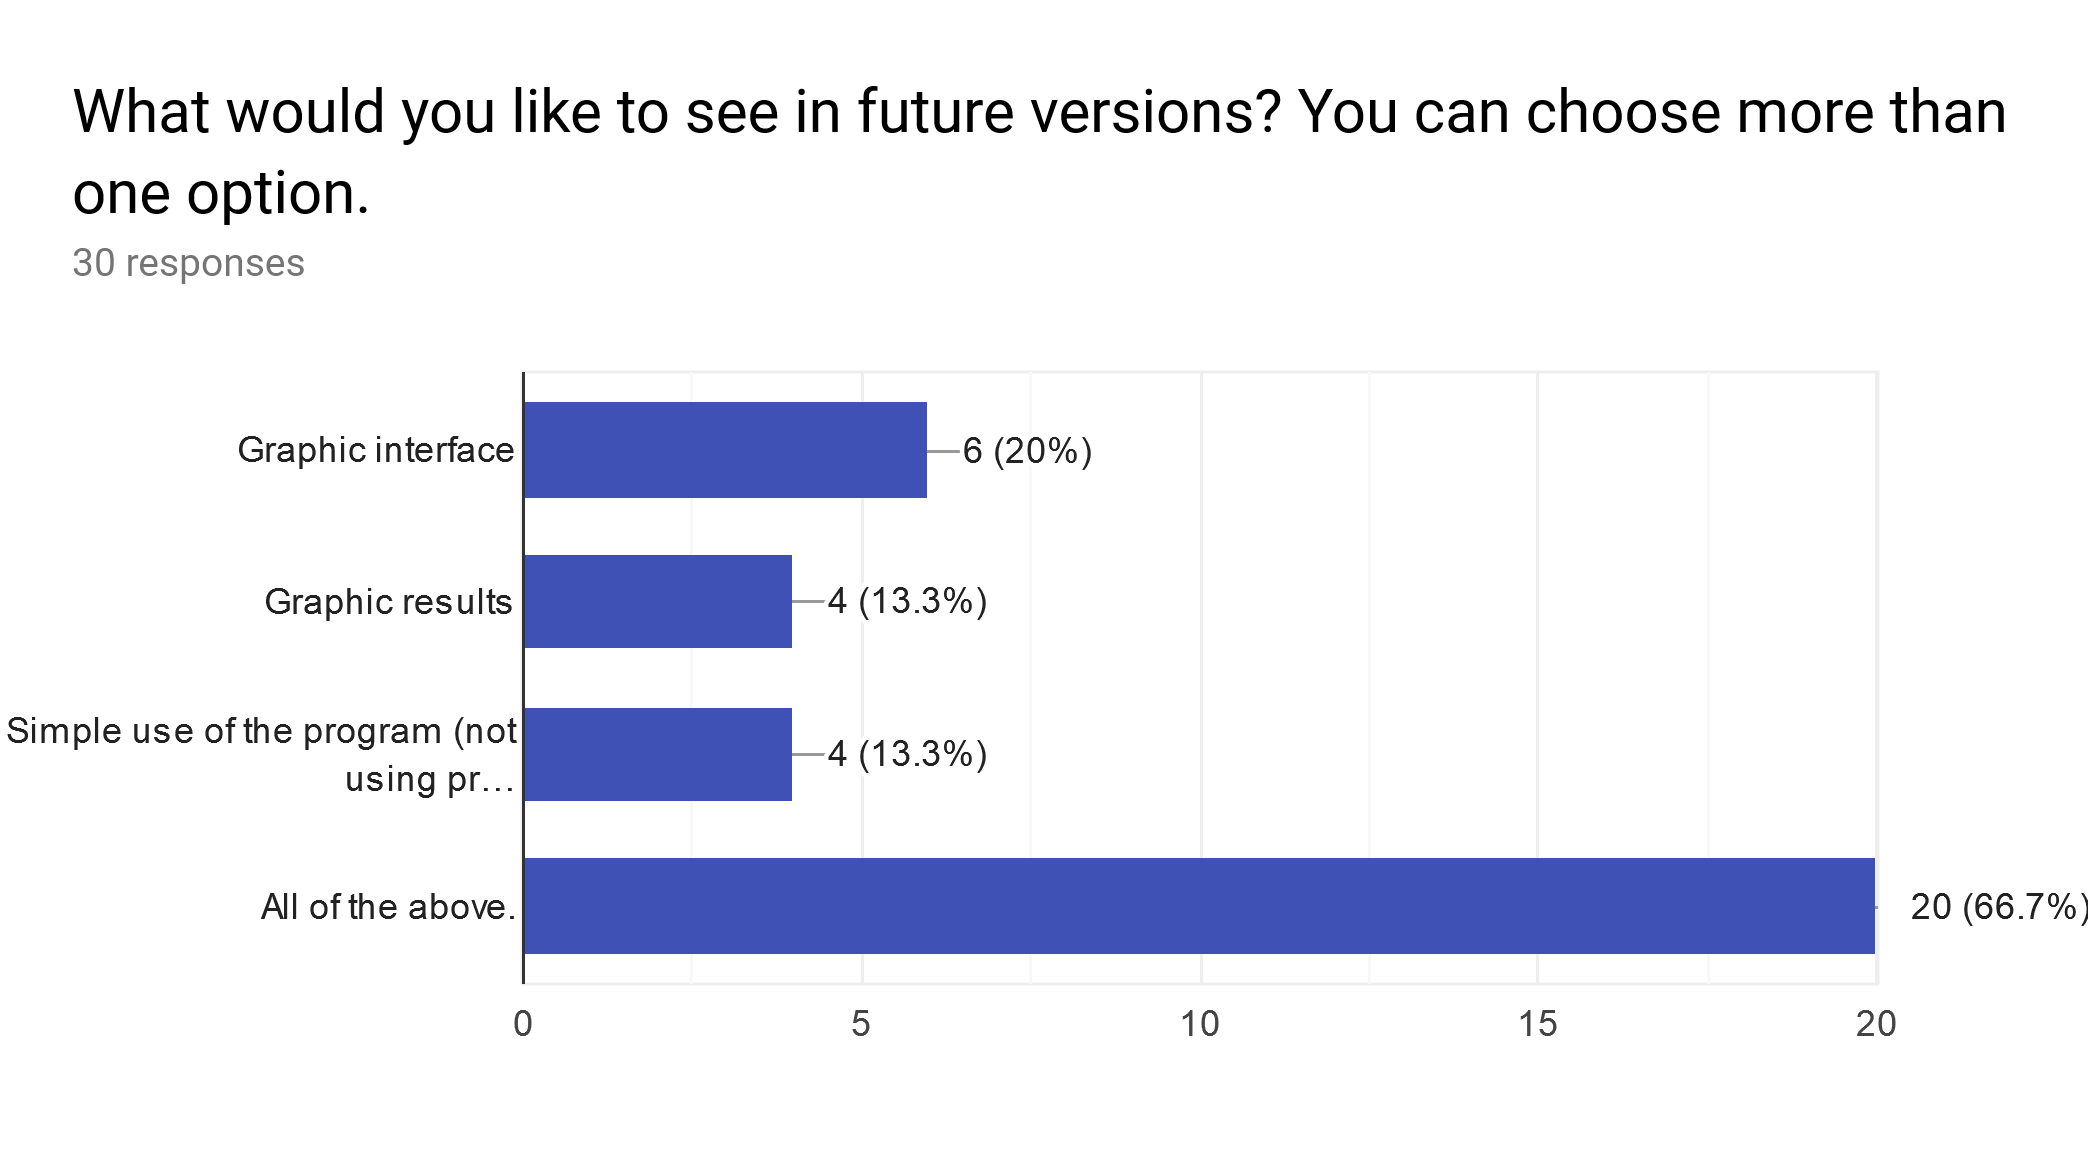 What would you like to see in future versions? You can choose more than
one option.
30 responses
Graphic interface
6 (20%)
Graphic results
4 (13.3%)
Simple use of the program (not
using pr…
4 (13.3%)
All of the above.
20 (66.7%)
0 5 10 15 20